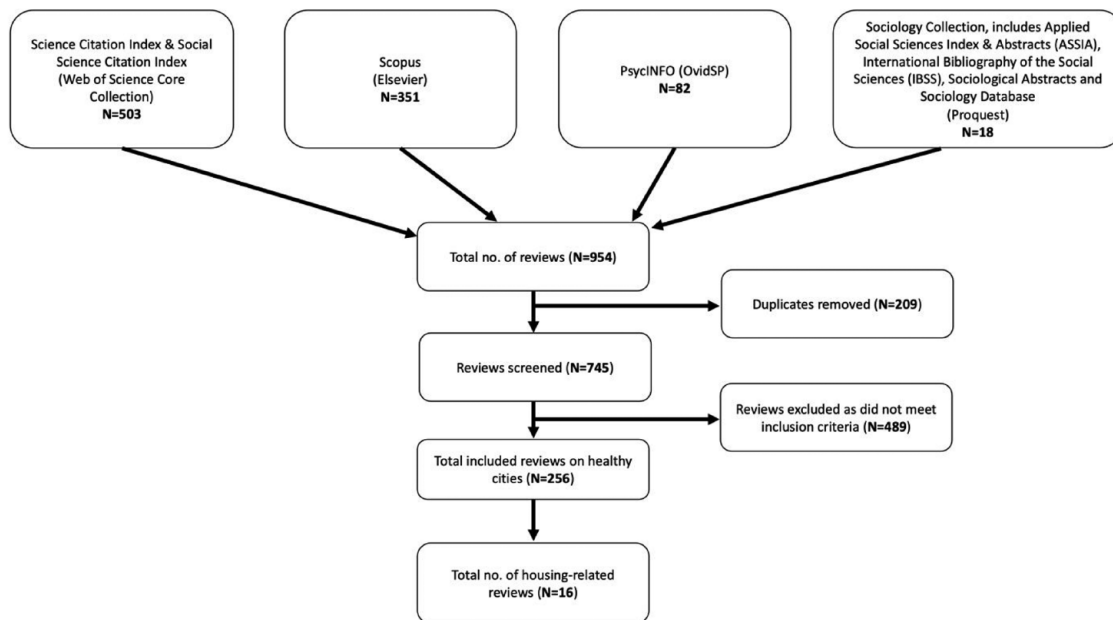 Science Citation Index & Social
Science Citation Index
(Web of Science Core
Collection)
N=503
Scopus
(Elsevier)
N=351
PsycINFO (OvidSP)
N=82
Sociology Collection, includes Applied
Social Sciences Index & Abstracts (ASSIA),
International Bibliography of the Social
Sciences (IBSS), Sociological Abstracts and
Sociology Database
(Proquest)
N=18
Total no. of reviews (N=954)
Duplicates removed (N=209)
Reviews screened (N=745)
Reviews excluded as did not meet
inclusion criteria (N=489)
Total included reviews on healthy
cities (N=256)
Total no. of housing-related
reviews (N=16)